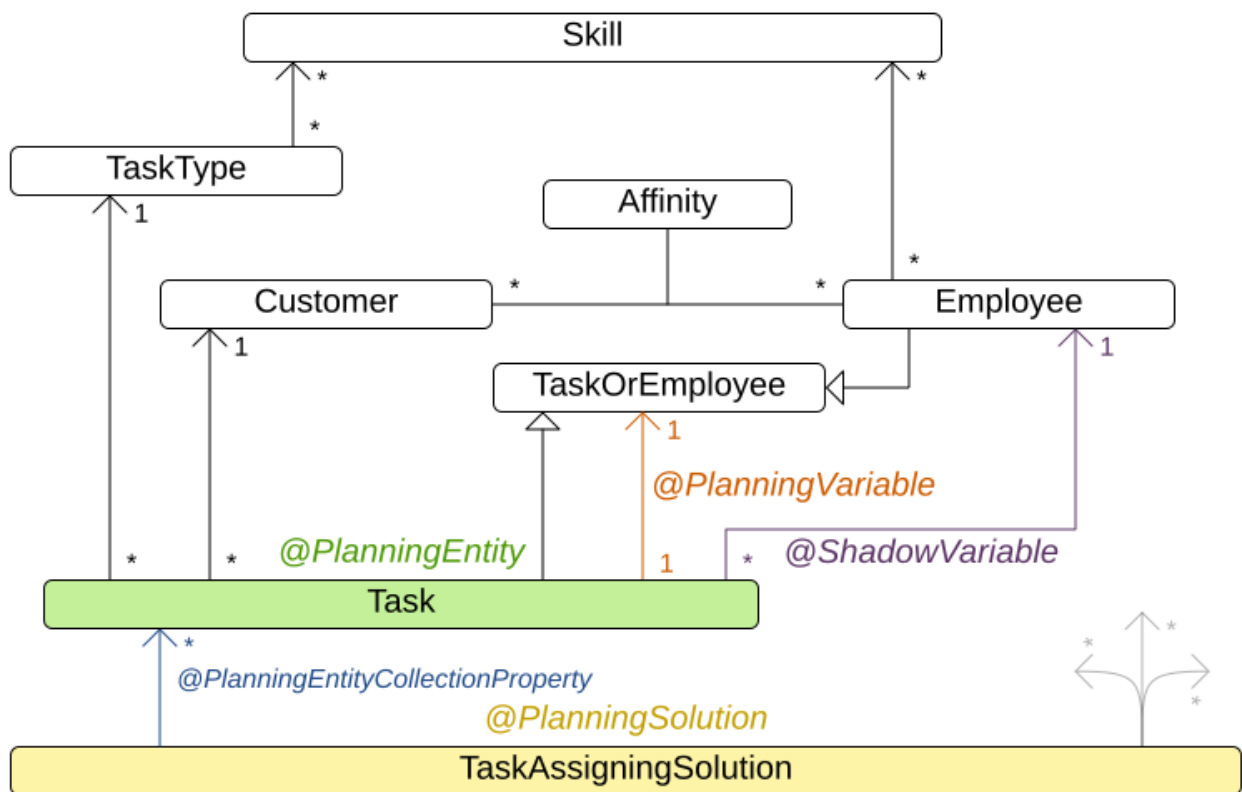 Skill
*
*
*
TaskType
1
Affinity
*
Customer
*
*
Employee
1
TaskOrEmployee
1
1
@PlanningVariable
@PlanningEntity
*
*
1
*
@ShadowVariable
Task
*
*
*
@PlanningEntityCollectionProperty
*
@PlanningSolution
TaskAssigningSolution